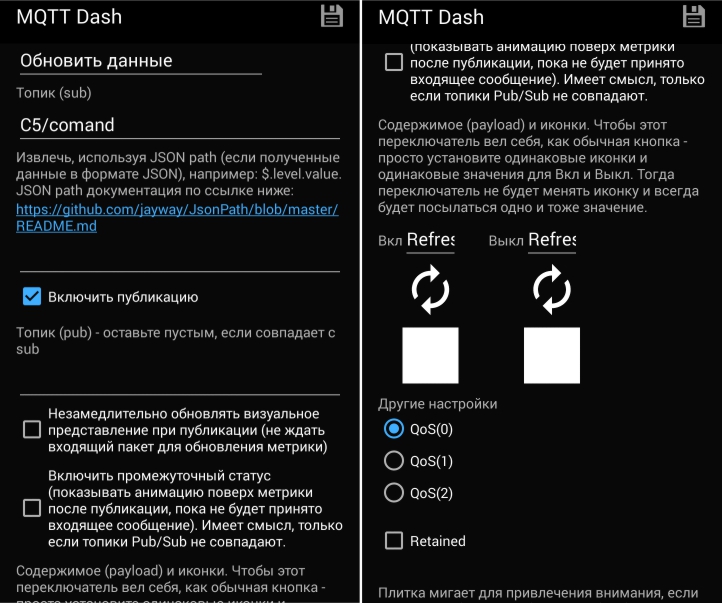 MQTT Dash
Обновить данные
Топик (sub)
C5/comand
Извлечь, используя JSON path (если полученные
данные в формате JSON), например: $.level.value.
JSON path документация по ссылке ниже:
https://github.com/jayway/JsonPath/blob/master/
README.md
Включить публикацию
Топик (pub) - оставьте пустым, если совпадает с
sub
Незамедлительно обновлять визуальное
представление при публикации (не ждать
входящий пакет для обновления метрики)
Включить промежуточный статус
(показывать анимацию поверх метрики
после публикации, пока не будет принято
входящее сообщение). Имеет смысл, только
если топики Pub/Sub не совпадают.
Содержимое (payload) и иконки. Чтобы этот
переключатель вел себя, как обычная кнопка -
просто установите одинаковые иконки и
MQTT Dash
(показывать анимацию поверх метрики
после публикации, пока не будет принято
входящее сообщение). Имеет смысл, только
если топики Pub/Sub не совпадают.
Содержимое (payload) и иконки. Чтобы этот
переключатель вел себя, как обычная кнопка -
просто установите одинаковые иконки и
одинаковые значения для Вкл и Выкл. Тогда
переключатель не будет менять иконку и всегда
будет посылаться одно и тоже значение.
Вкл Refres Выкл Refres
Другие настройки
QoS(0)
QoS(1)
QoS(2)
Retained
Плитка мигает для привлечения внимания, если